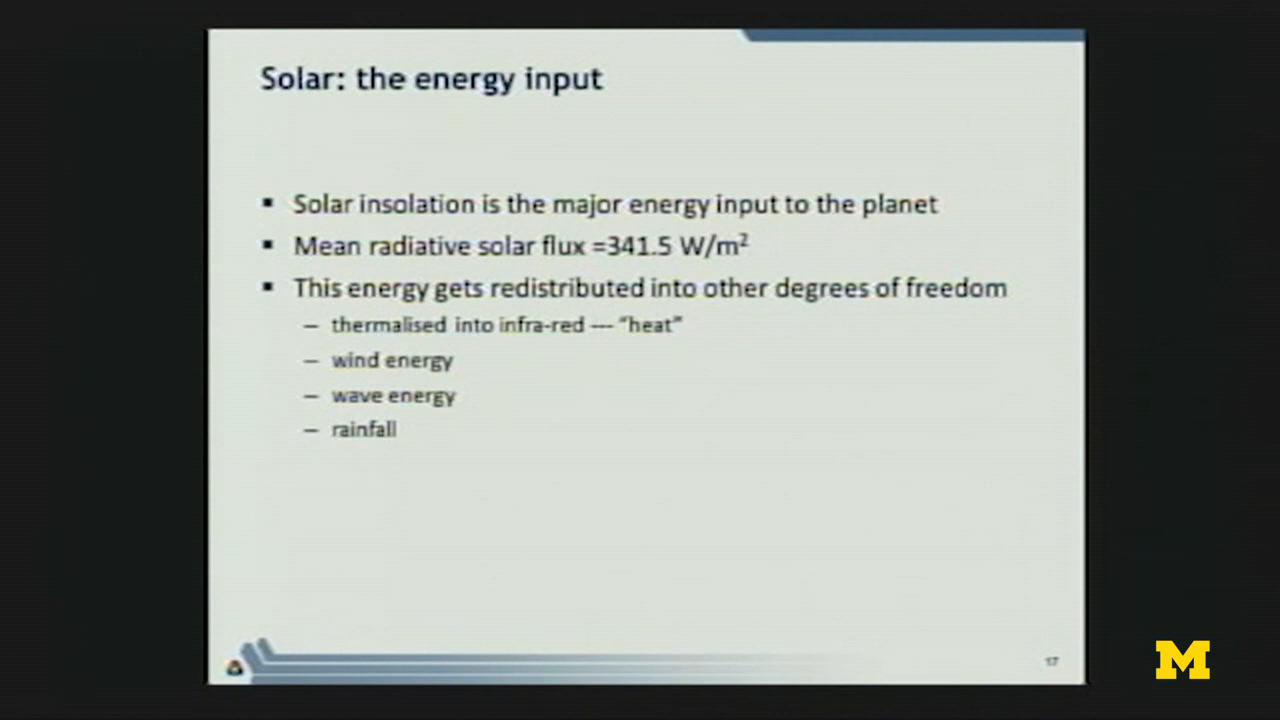 Solar: the energy input
▪ Solar insolation is the major energy input to the planet
▪ Mean radiative solar flux =341.5 W/m²
▪ This energy gets redistributed into other degrees of freedom
– thermalised into infra-red --- “heat”
– wind energy
– wave energy
– rainfall
17
M